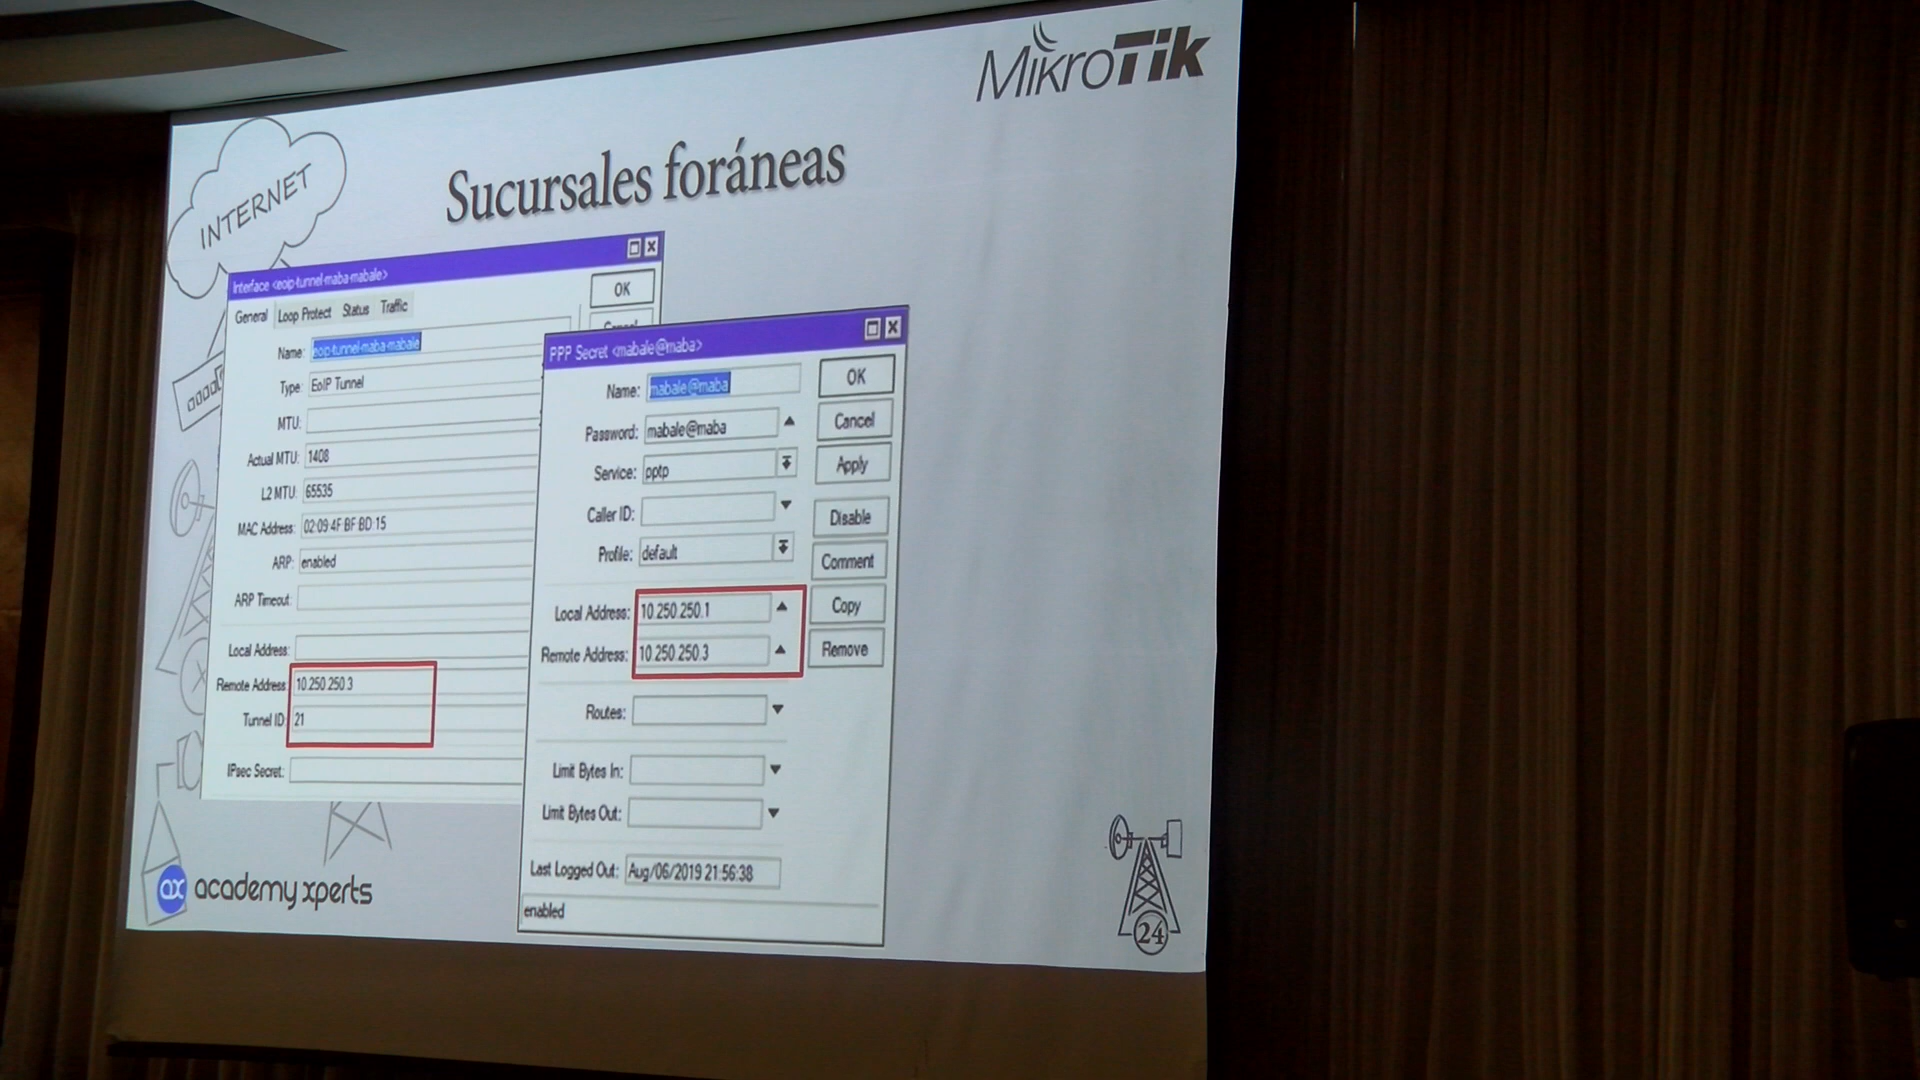 MikroTik
Sucursales foráneas
INTERNET
Interface <eoip-tunnel-maba-mabale>
General Loop Protect Status Traffic
OK
Cancel
Name: eoip-tunnel-maba-mabale
Type: EoIP Tunnel
MTU:
Actual MTU: 1408
L2 MTU: 65535
MAC Address: 02:09:4F:BF:BD:15
ARP: enabled
ARP Timeout:
Local Address:
Remote Address: 10.250.250.3
Tunnel ID: 21
IPsec Secret:
PPP Secret <mabale@maba>
Name: mabale@maba
OK
Password: mabale@maba
Cancel
Service: pptp
Apply
Caller ID:
Disable
Profile: default
Comment
Local Address: 10.250.250.1
Copy
Remote Address: 10.250.250.3
Remove
Routes:
Limit Bytes In:
Limit Bytes Out:
Last Logged Out: Aug/06/2019 21:56:38
enabled
ax academy xperts
24